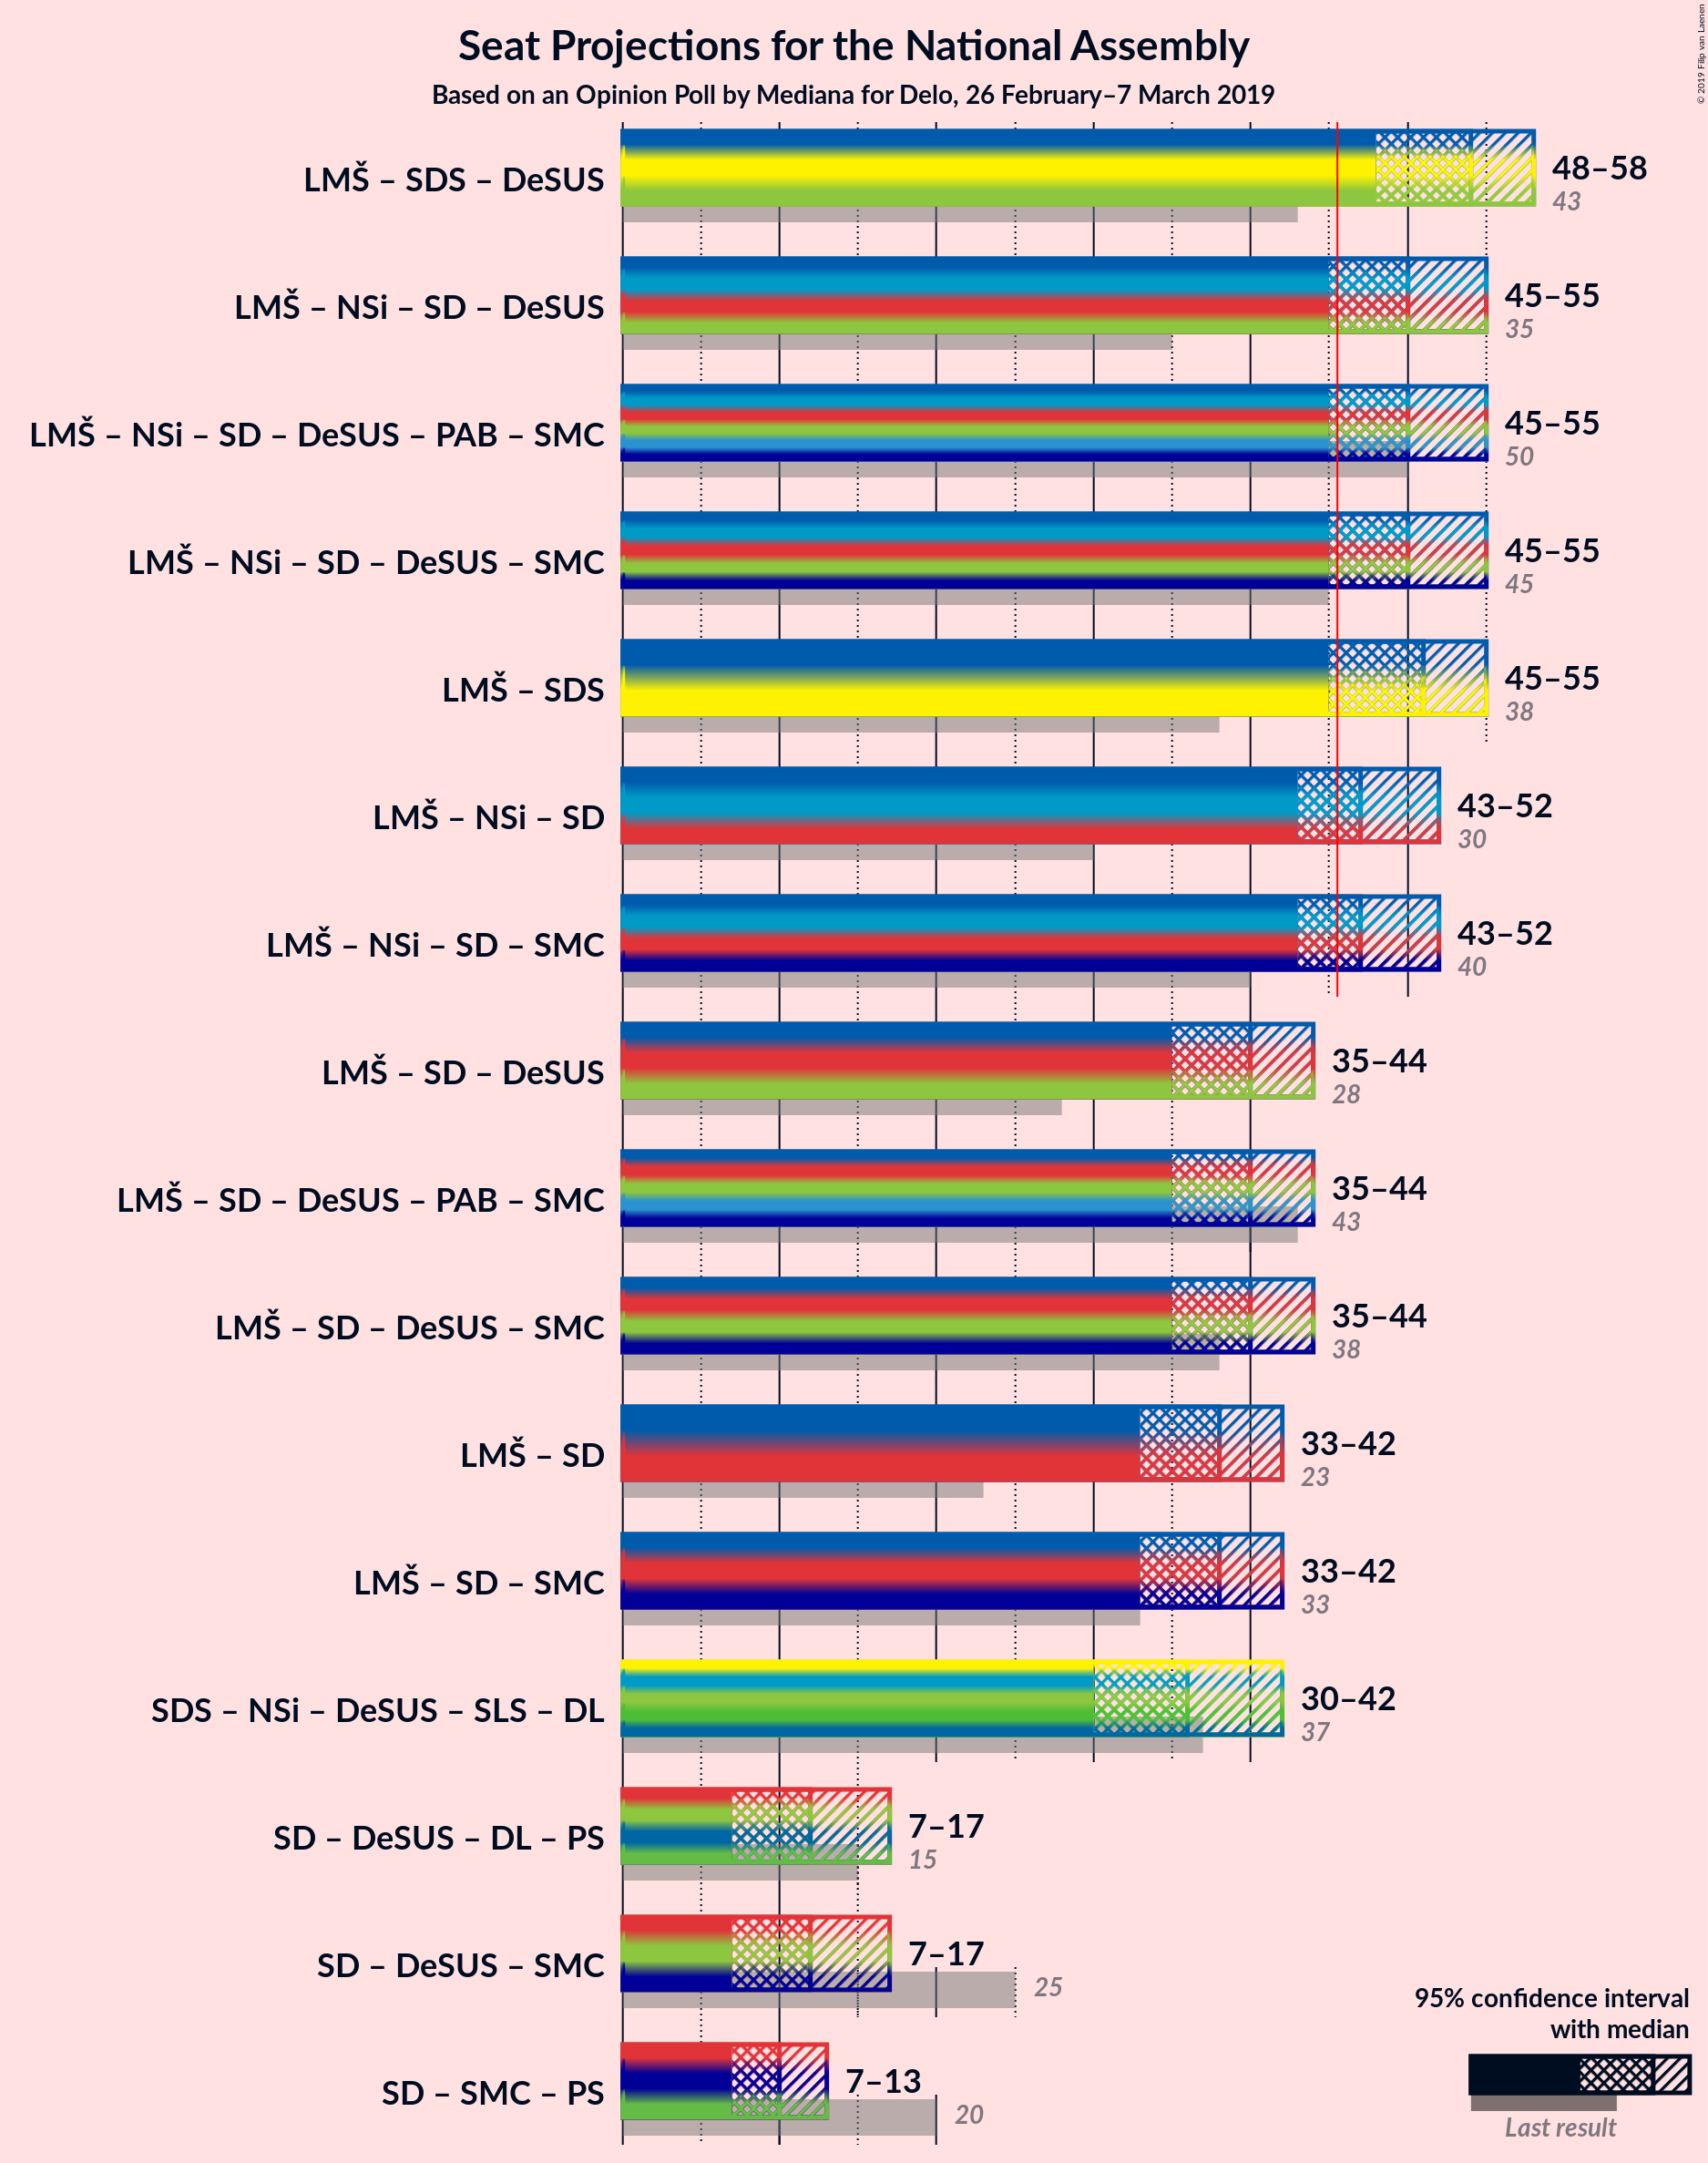 Seat Projections for the National Assembly
Based on an Opinion Poll by Mediana for Delo, 26 February–7 March 2019
© 2019 Filip van Laenen
LMŠ – SDS – DeSUS
48–58
43
LMŠ – NSi – SD – DeSUS
45–55
35
LMŠ – NSi – SD – DeSUS – PAB – SMC
45–55
50
LMŠ – NSi – SD – DeSUS – SMC
45–55
45
LMŠ – SDS
45–55
38
LMŠ – NSi – SD
43–52
30
LMŠ – NSi – SD – SMC
43–52
40
LMŠ – SD – DeSUS
35–44
28
LMŠ – SD – DeSUS – PAB – SMC
35–44
43
LMŠ – SD – DeSUS – SMC
35–44
38
LMŠ – SD
33–42
23
LMŠ – SD – SMC
33–42
33
SDS – NSi – DeSUS – SLS – DL
30–42
37
SD – DeSUS – DL – PS
7–17
15
SD – DeSUS – SMC
7–17
25
SD – SMC – PS
7–13
20
95% confidence interval
with median
Last result